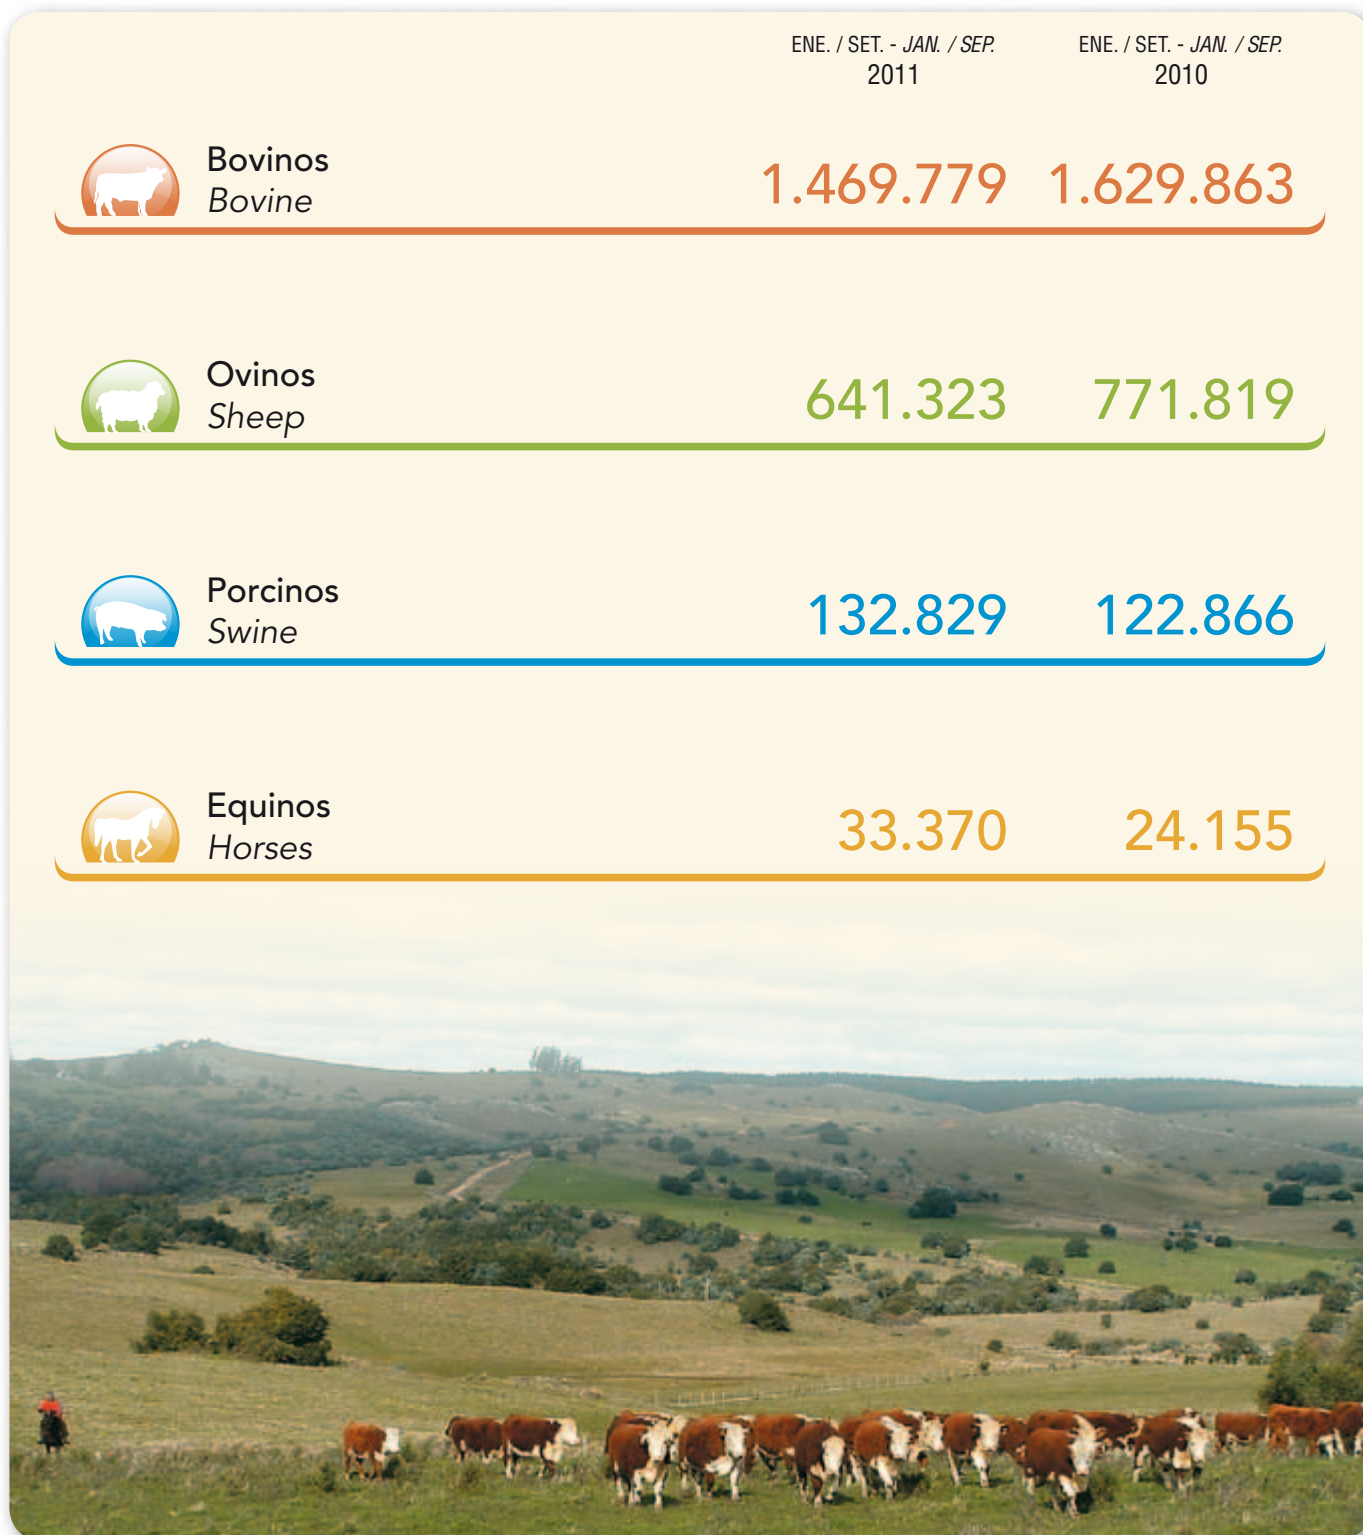 ENE. / SET. - JAN. / SEP. ENE. / SET. - JAN. / SEP.
2011 2010
Bovinos
Bovine
1.469.779 1.629.863
Ovinos
Sheep
641.323 771.819
Porcinos
Swine
132.829 122.866
Equinos
Horses
33.370 24.155